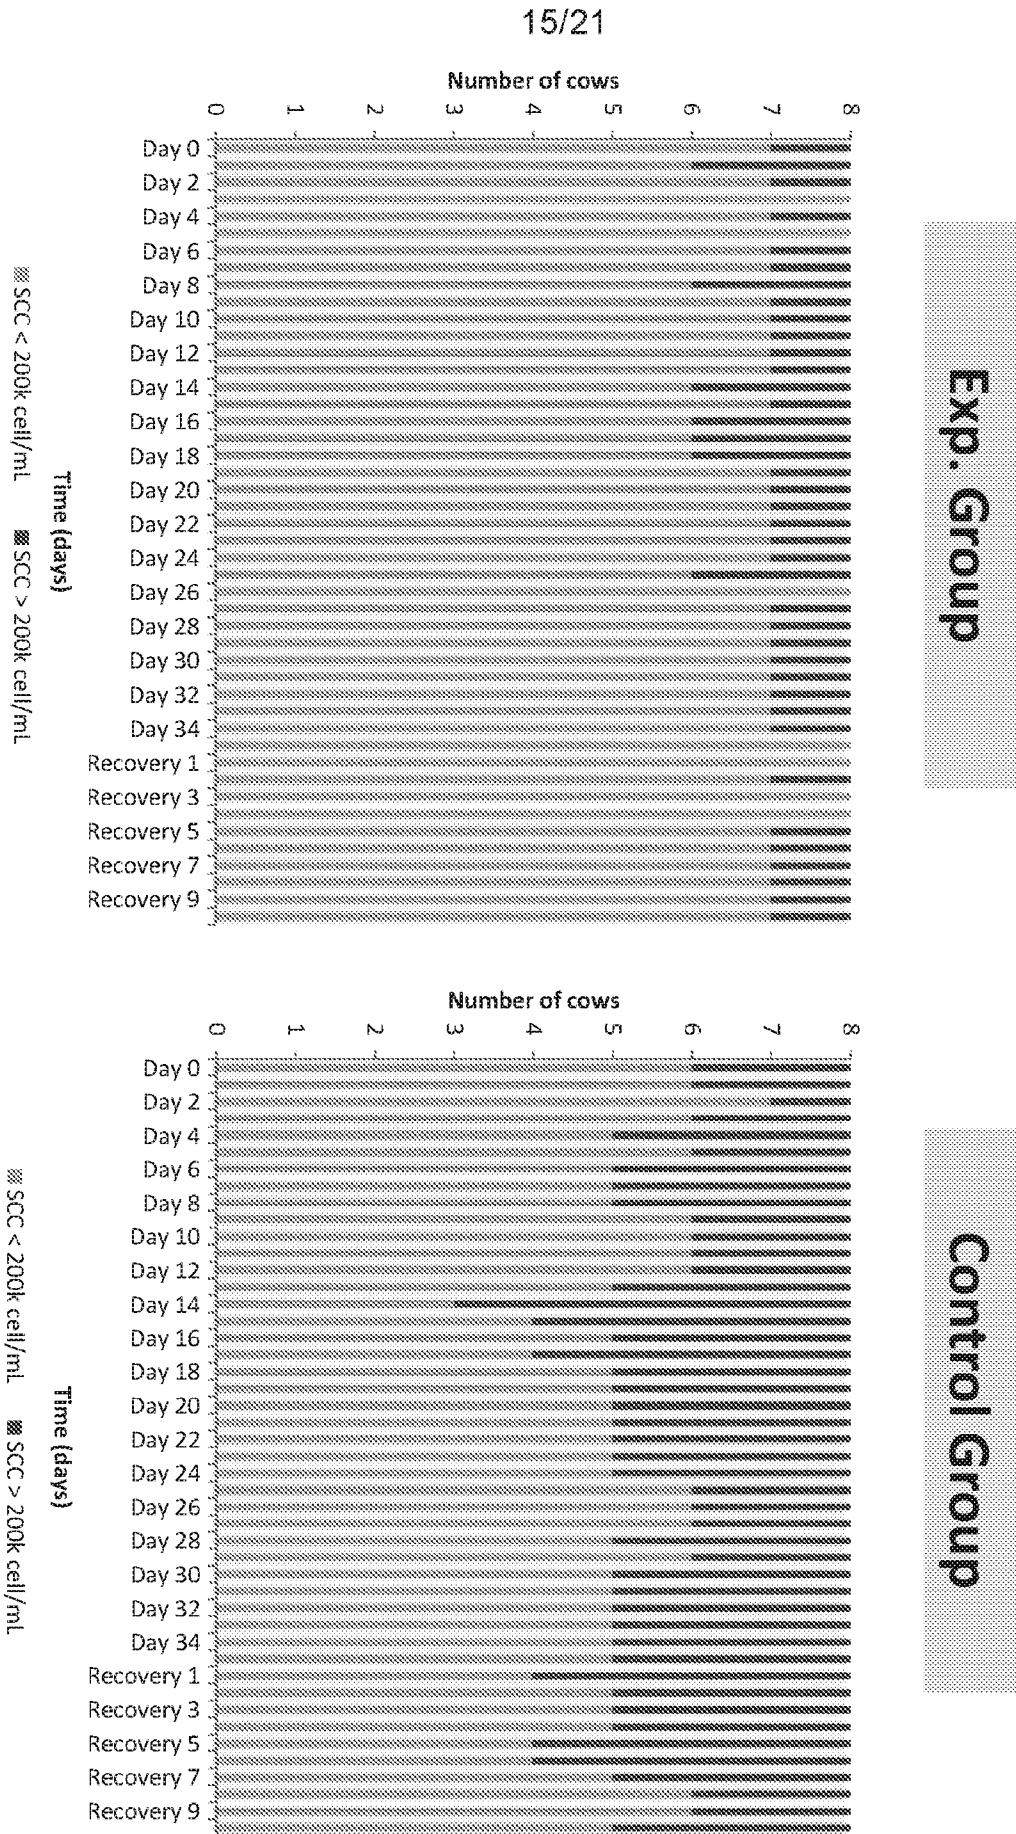 15/21
Exp. Group
Number of cows
0
1
2
3
4
5
6
7
8
Day 0
Day 2
Day 4
Day 6
Day 8
Day 10
Day 12
Day 14
Day 16
Day 18
Day 20
Day 22
Day 24
Day 26
Day 28
Day 30
Day 32
Day 34
Recovery 1
Recovery 3
Recovery 5
Recovery 7
Recovery 9
Time (days)
SCC < 200k cell/mL SCC > 200k cell/mL
Control Group
Number of cows
0
1
2
3
4
5
6
7
8
Day 0
Day 2
Day 4
Day 6
Day 8
Day 10
Day 12
Day 14
Day 16
Day 18
Day 20
Day 22
Day 24
Day 26
Day 28
Day 30
Day 32
Day 34
Recovery 1
Recovery 3
Recovery 5
Recovery 7
Recovery 9
Time (days)
SCC < 200k cell/mL SCC > 200k cell/mL